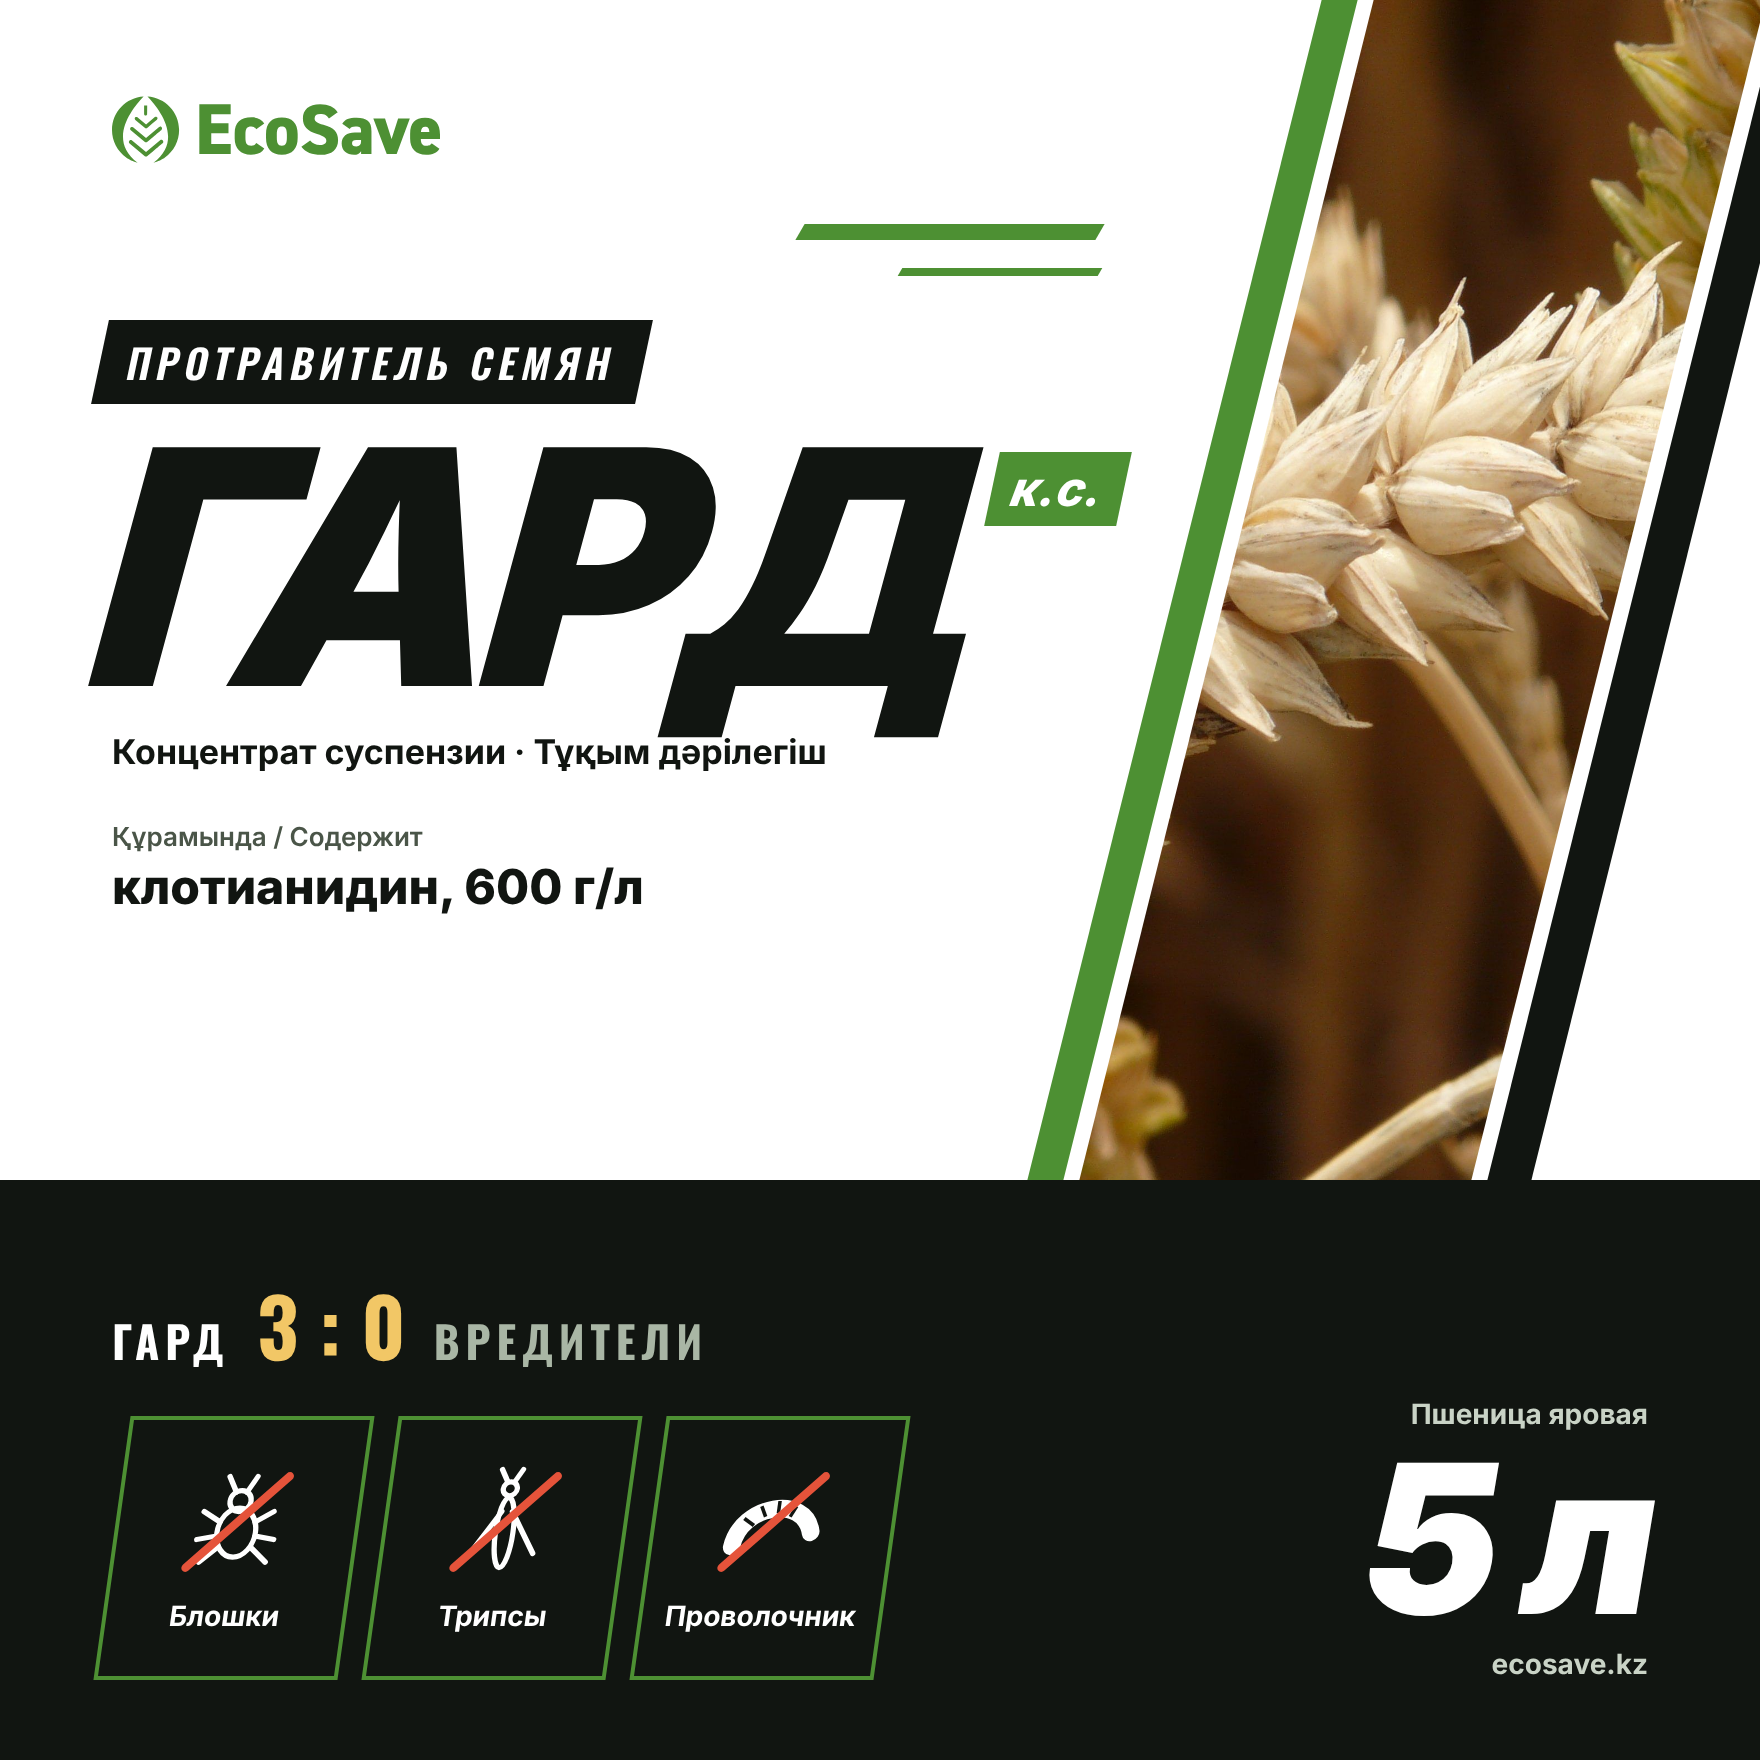 EcoSave
ПРОТРАВИТЕЛЬ СЕМЯН
ГАРД к.с.
Концентрат суспензии · Тұқым дәрілегіш
Құрамында / Содержит
клотианидин, 600 г/л
ГАРД 3 : 0 ВРЕДИТЕЛИ
Блошки Трипсы Проволочник
Пшеница яровая
5 л
ecosave.kz